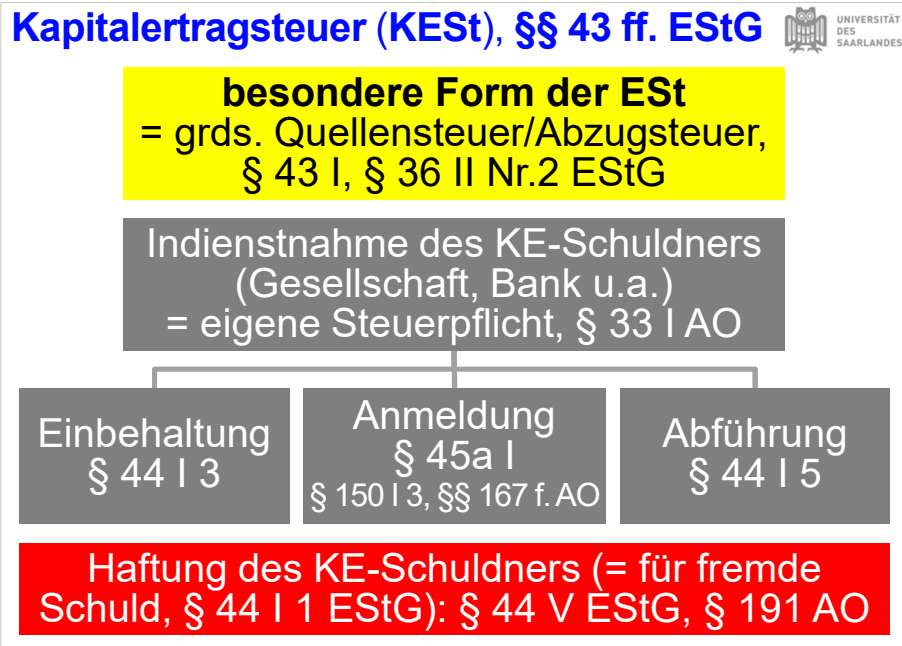 Kapitalertragsteuer (KESt), §§ 43 ff. EStG
UNIVERSITÄT
DES
SAARLANDES
besondere Form der ESt
= grds. Quellensteuer/Abzugsteuer,
§ 43 I, § 36 II Nr.2 EStG
Indienstnahme des KE-Schuldners
(Gesellschaft, Bank u.a.)
= eigene Steuerpflicht, § 33 I AO
Einbehaltung
§ 44 I 3
Anmeldung
§ 45a I
§ 150 I 3, §§ 167 f. AO
Abführung
§ 44 I 5
Haftung des KE-Schuldners (= für fremde
Schuld, § 44 I 1 EStG): § 44 V EStG, § 191 AO